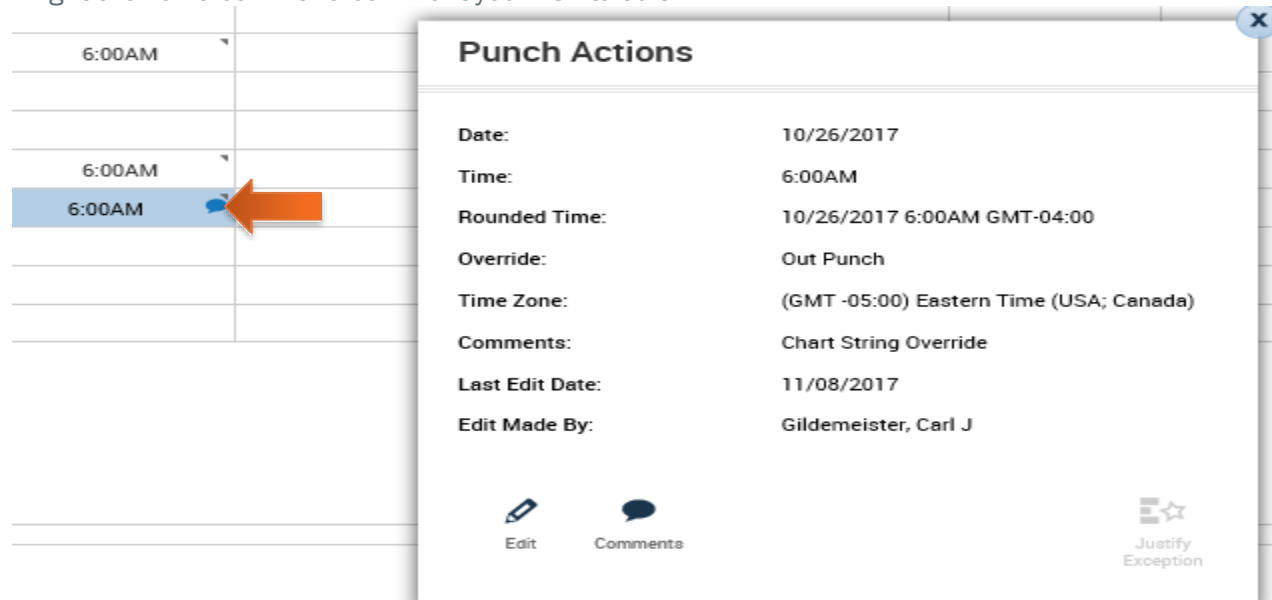 6:00AM
6:00AM
6:00AM
Punch Actions
X
Date: 10/26/2017
Time: 6:00AM
Rounded Time: 10/26/2017 6:00AM GMT-04:00
Override: Out Punch
Time Zone: (GMT -05:00) Eastern Time (USA; Canada)
Comments: Chart String Override
Last Edit Date: 11/08/2017
Edit Made By: Gildemeister, Carl J
Edit
Comments
Justify
Exception